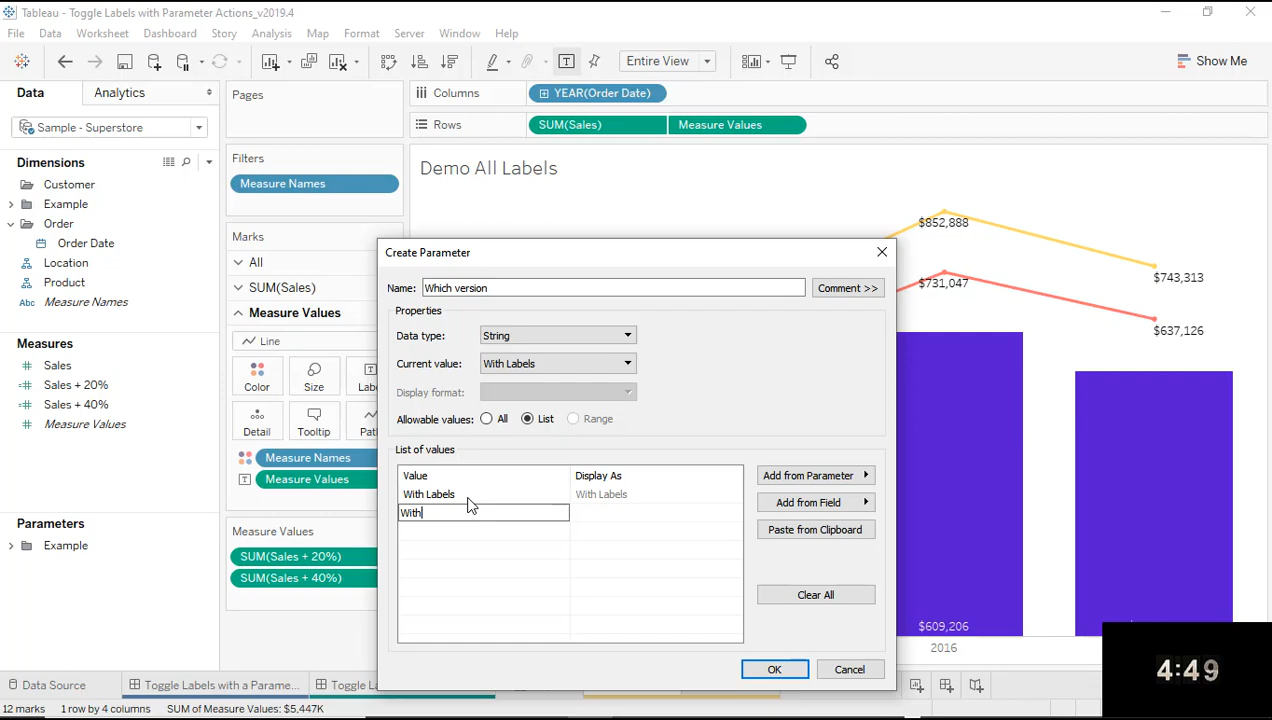 Tableau - Toggle Labels with Parameter Actions_v2019.4
File Data Worksheet Dashboard Story Analysis Map Format Server Window Help
Entire View
Show Me
Data Analytics
Sample - Superstore
Dimensions
Customer
Example
Order
Order Date
Location
Product
Abc Measure Names
Measures
Sales
Sales + 20%
Sales + 40%
Measure Values
Parameters
Example
Pages
Filters
Measure Names
Marks
All
SUM(Sales)
Measure Values
Line
Color Size Labe
Detail Tooltip Path
Measure Names
Measure Values
Measure Values
SUM(Sales + 20%)
SUM(Sales + 40%)
Columns YEAR(Order Date)
Rows SUM(Sales) Measure Values
Demo All Labels
$852,888
$743,313
$731,047
$637,126
$609,206
2016
Create Parameter
Name: Which version Comment >>
Properties
Data type: String
Current value: With Labels
Display format:
Allowable values: All List Range
List of values
Value Display As
With Labels With Labels
With
Add from Parameter
Add from Field
Paste from Clipboard
Clear All
OK Cancel
Data Source Toggle Labels with a Parame... Toggle La
12 marks 1 row by 4 columns SUM of Measure Values: $5,447K
4:49